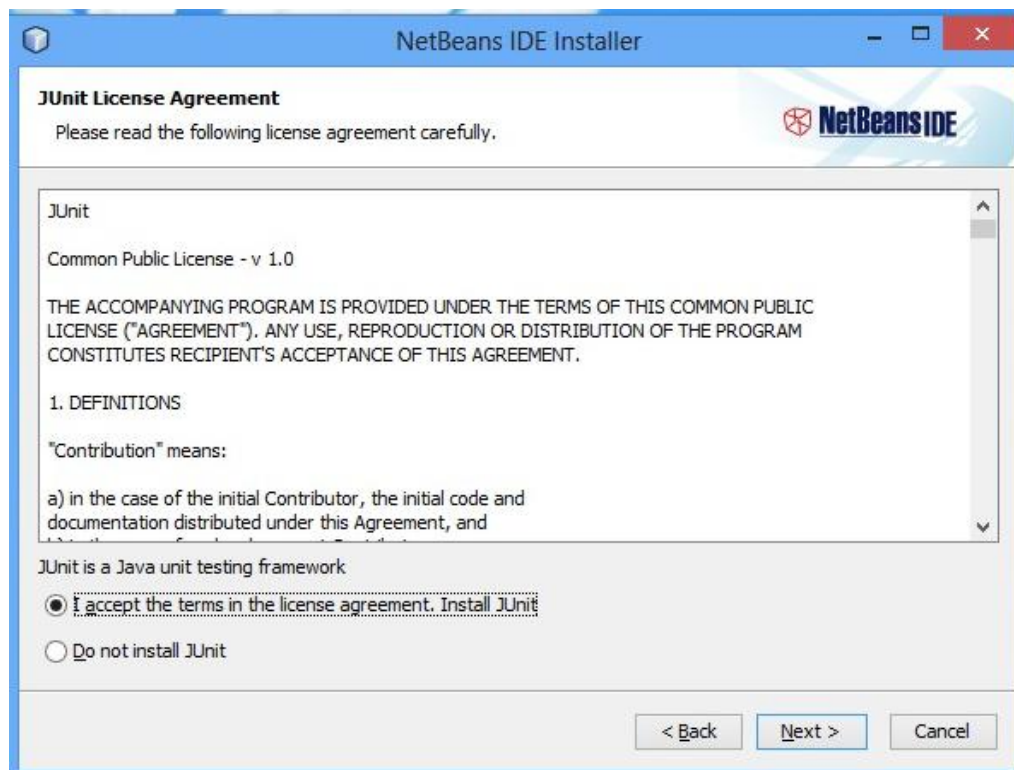 NetBeans IDE Installer
JUnit License Agreement
Please read the following license agreement carefully.
NetBeans IDE
JUnit
Common Public License - v 1.0
THE ACCOMPANYING PROGRAM IS PROVIDED UNDER THE TERMS OF THIS COMMON PUBLIC
LICENSE ("AGREEMENT"). ANY USE, REPRODUCTION OR DISTRIBUTION OF THE PROGRAM
CONSTITUTES RECIPIENT'S ACCEPTANCE OF THIS AGREEMENT.
1. DEFINITIONS
"Contribution" means:
a) in the case of the initial Contributor, the initial code and
documentation distributed under this Agreement, and
JUnit is a Java unit testing framework
I accept the terms in the license agreement. Install JUnit
Do not install JUnit
< Back
Next >
Cancel